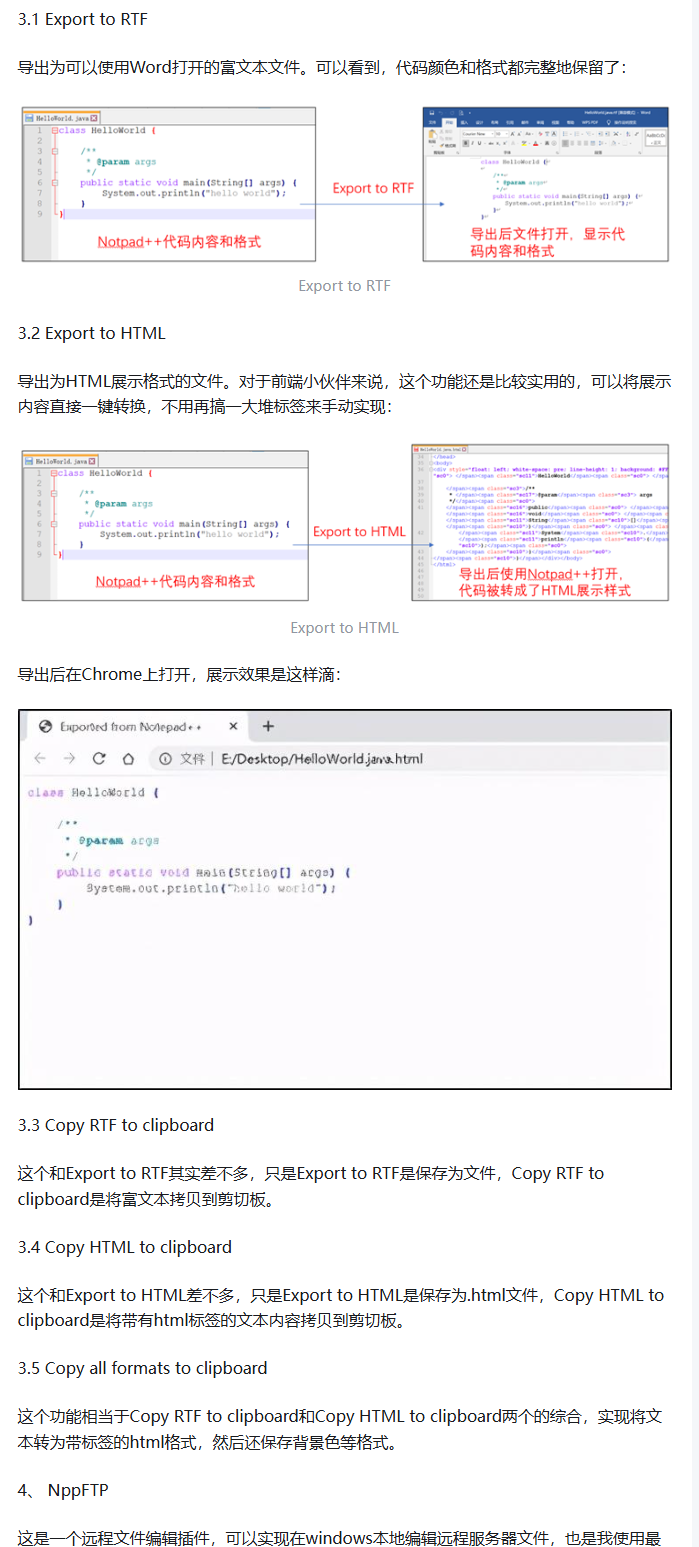 3.1 Export to RTF
导出为可以使用Word打开的富文本文件。可以看到，代码颜色和格式都完整地保留了：
HelloWorld.java
1 class HelloWorld {
2
3 /**
4 * @param args
5 */
6 public static void main(String[] args) {
7 System.out.println("hello world");
8 }
9 }
Notpad++代码内容和格式
Export to RTF
class HelloWorld {
/**
* @param args
*/
public static void main(String[] args) {
System.out.println("hello world");
}
}
导出后文件打开，显示代
码内容和格式
Export to RTF
3.2 Export to HTML
导出为HTML展示格式的文件。对于前端小伙伴来说，这个功能还是比较实用的，可以将展示
内容直接一键转换，不用再搞一大堆标签来手动实现：
HelloWorld.java
1 class HelloWorld {
2
3 /**
4 * @param args
5 */
6 public static void main(String[] args) {
7 System.out.println("hello world");
8 }
9 }
Notpad++代码内容和格式
Export to HTML
导出后使用Notpad++打开，
代码被转成了HTML展示样式
Export to HTML
导出后在Chrome上打开，展示效果是这样滴：
Exported from Notepad++
文件 E:/Desktop/HelloWorld.java.html
class HelloWorld {
/**
* @param args
*/
public static void main(String[] args) {
System.out.println("hello world");
}
}
3.3 Copy RTF to clipboard
这个和Export to RTF其实差不多，只是Export to RTF是保存为文件，Copy RTF to
clipboard是将富文本拷贝到剪切板。
3.4 Copy HTML to clipboard
这个和Export to HTML差不多，只是Export to HTML是保存为.html文件，Copy HTML to
clipboard是将带有html标签的文本内容拷贝到剪切板。
3.5 Copy all formats to clipboard
这个功能相当于Copy RTF to clipboard和Copy HTML to clipboard两个的综合，实现将文
本转为带标签的html格式，然后还保存背景色等格式。
4、 NppFTP
这是一个远程文件编辑插件，可以实现在windows本地编辑远程服务器文件，也是我使用最